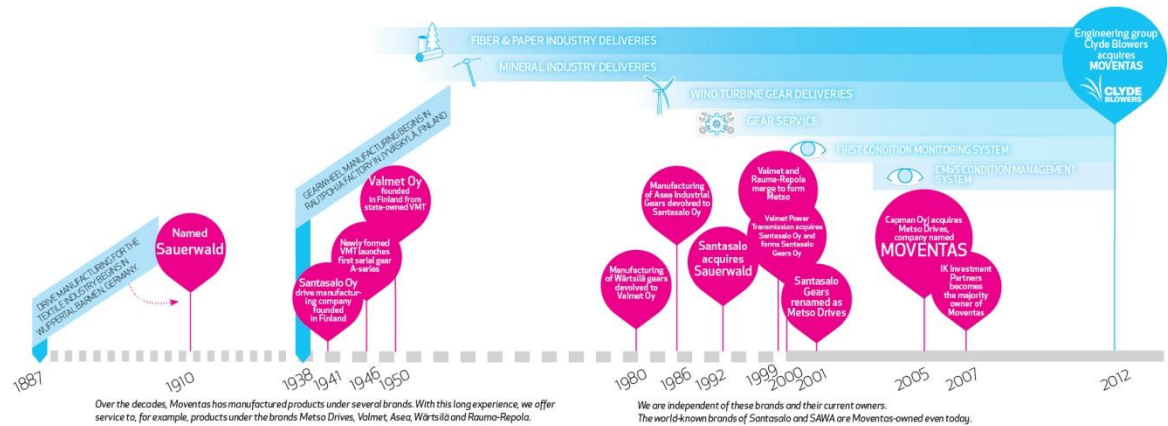 FIBER & PAPER INDUSTRY DELIVERIES
MINERAL INDUSTRY DELIVERIES
WIND TURBINE GEAR DELIVERIES
GEAR SERVICE
FIRST CONDITION MONITORING SYSTEM
CM&S CONDITION MANAGEMENT
SYSTEM
Engineering group
Clyde Blowers
acquires
MOVENTAS
CLYDE
BLOWERS
DRIVE MANUFACTURING FOR THE
TEXTILE INDUSTRY BEGINS IN
WUPPERTAL BARMEN, GERMANY
Named
Sauerwald
GEARWHEEL MANUFACTURING BEGINS IN
RAUTPOHJA FACTORY IN JYVÄSKYLÄ, FINLAND
Santasalo Oy
drive manufactur-
ing company
founded
in Finland
Newly formed
VMT launches
first serial gear
A-series
Valmet Oy
founded
in Finland from
state-owned VMT
Manufacturing
of Wärtsilä gears
devolved to
Valmet Oy
Manufacturing
of Asea Industrial
Gears devolved to
Santasalo Oy
Santasalo
acquires
Sauerwald
Valmet and
Rauma-Repola
merge to form
Metso
Valmet Power
Transmission acquires
Santasalo Oy and
forms Santasalo
Gears Oy
Santasalo
Gears
renamed as
Metso Drives
Capman Oyj acquires
Metso Drives,
company named
MOVENTAS
IK Investment
Partners
becomes
the majority
owner of
Moventas
1887
1910
1938
1941
1946
1950
1980
1986
1992
1999
2000
2001
2005
2007
2012
Over the decades, Moventas has manufactured products under several brands. With this long experience, we offer
service to, for example, products under the brands Metso Drives, Valmet, Asea, Wärtsilä and Rauma-Repola.
We are independent of these brands and their current owners.
The world-known brands of Santasalo and SAWA are Moventas-owned even today.